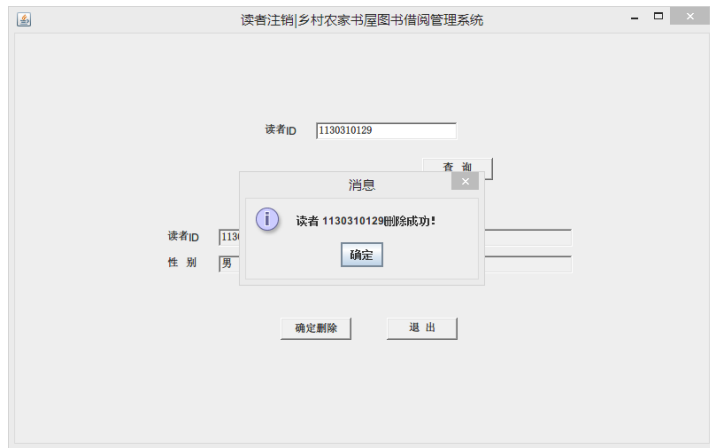 读者注销|乡村农家书屋图书借阅管理系统
读者ID 1130310129
查 询
消息
读者 1130310129删除成功!
确定
读者ID 113
性 别 男
确定删除 退 出